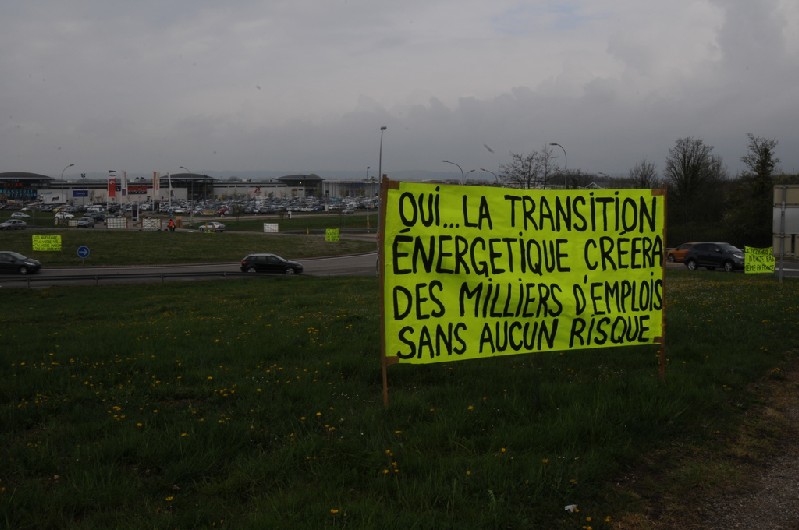 OUI...LA TRANSITION
ÉNERGETIQUE CRÉERA
DES MILLIERS D'EMPLOIS
SANS AUCUN RISQUE